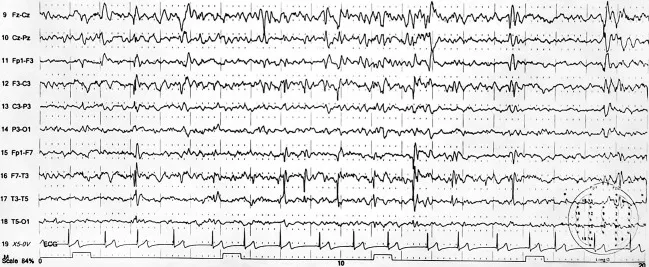 9 Fz-Cz
10 Cz-Pz
11 Fp1-F3
12 F3-C3
13 C3-P3
14 P3-O1
15 Fp1-F7
16 F7-T3
17 T3-T5
18 T5-O1
19 X5-0V ECG
M
Scale 84% 0 10 20